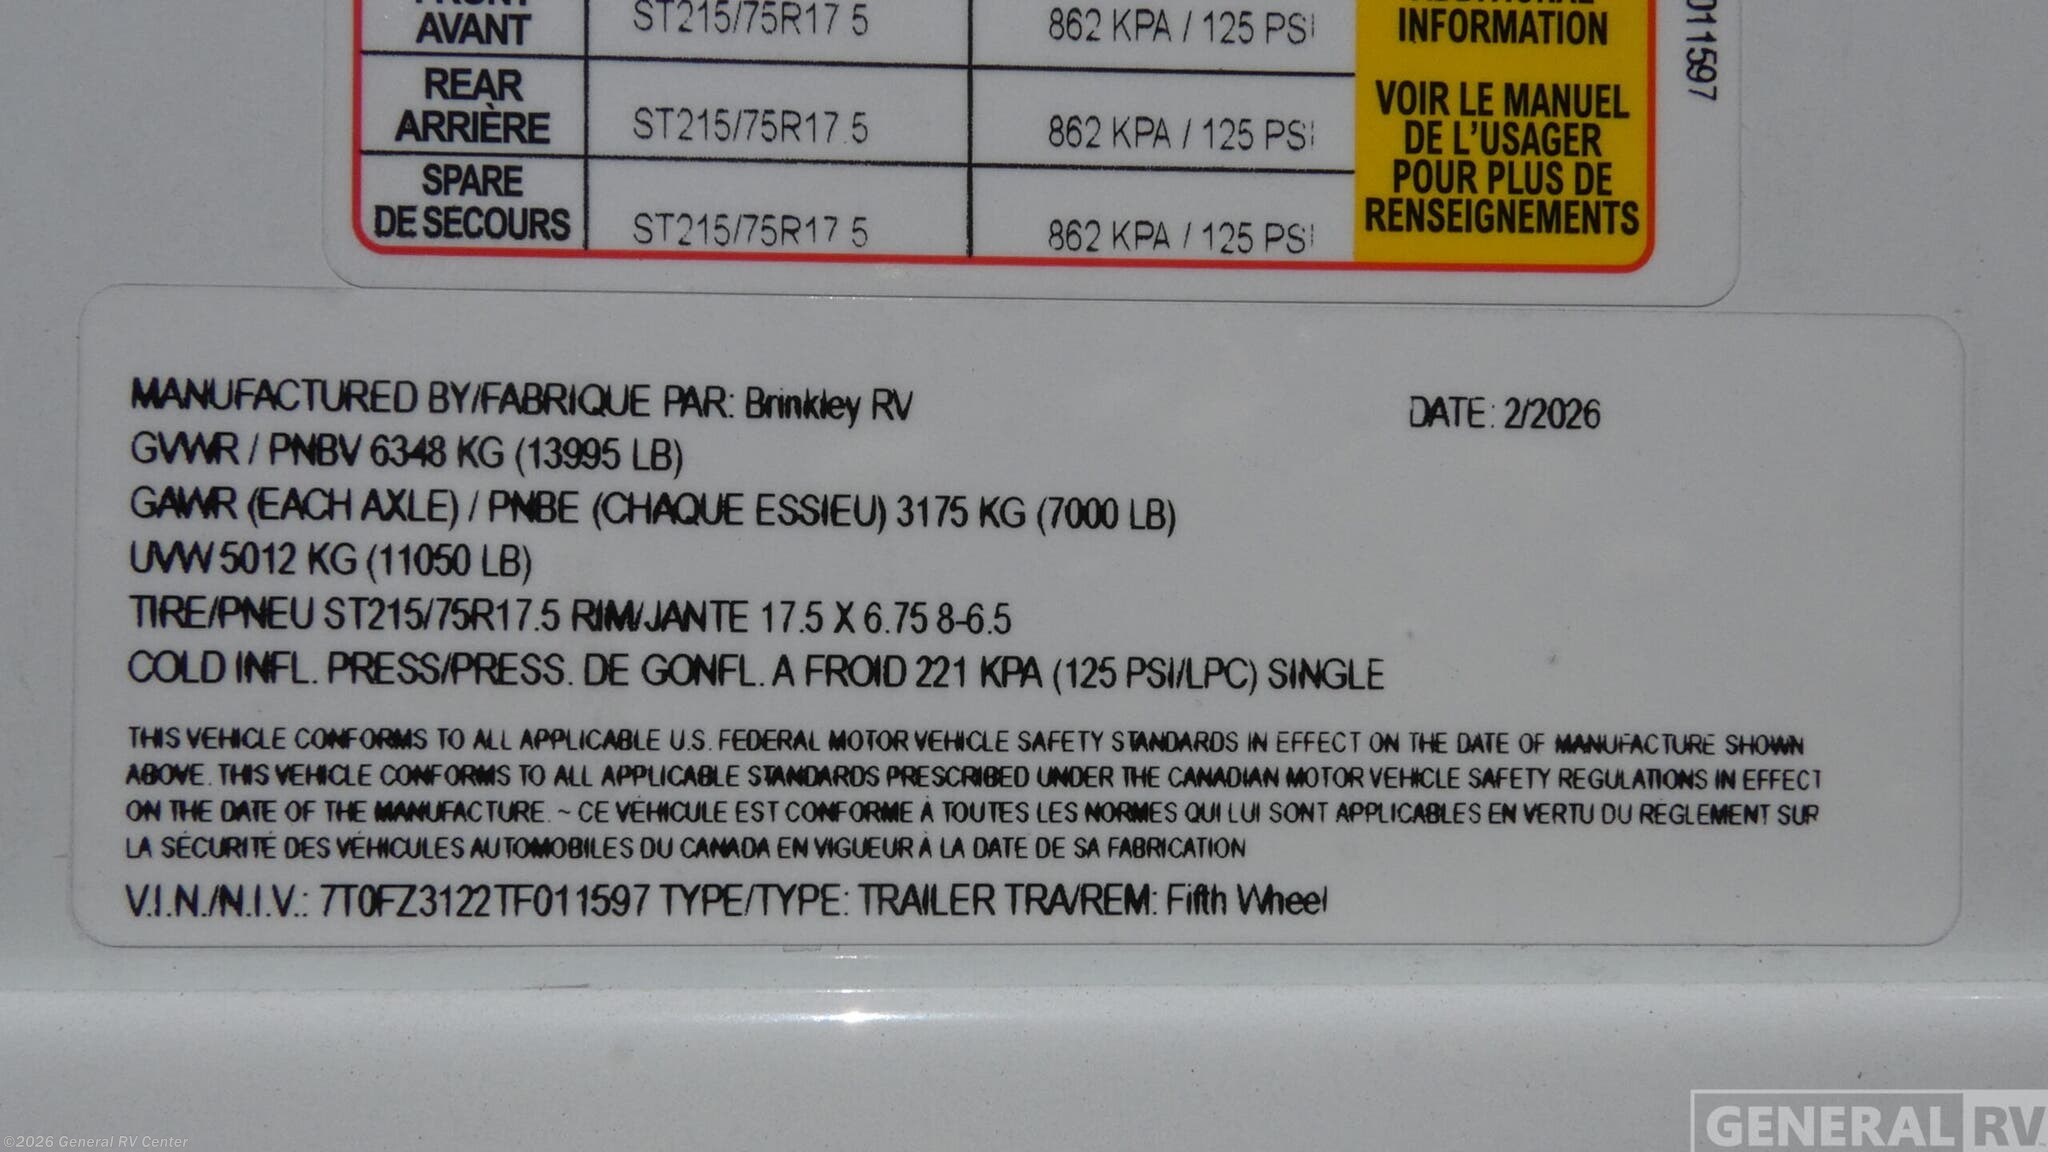 FRONT
AVANT ST215/75R17.5 862 KPA / 125 PSI
REAR
ARRIÈRE ST215/75R17.5 862 KPA / 125 PSI
SPARE
DE SECOURS ST215/75R17.5 862 KPA / 125 PSI
ADDITIONAL
INFORMATION
VOIR LE MANUEL
DE L'USAGER
POUR PLUS DE
RENSEIGNEMENTS
011597
MANUFACTURED BY/FABRIQUE PAR: Brinkley RV DATE: 2/2026
GVWR / PNBV 6348 KG (13995 LB)
GAWR (EACH AXLE) / PNBE (CHAQUE ESSIEU) 3175 KG (7000 LB)
UVW 5012 KG (11050 LB)
TIRE/PNEU ST215/75R17.5 RIM/JANTE 17.5 X 6.75 8-6.5
COLD INFL. PRESS/PRESS. DE GONFL. A FROID 221 KPA (125 PSI/LPC) SINGLE
THIS VEHICLE CONFORMS TO ALL APPLICABLE U.S. FEDERAL MOTOR VEHICLE SAFETY STANDARDS IN EFFECT ON THE DATE OF MANUFACTURE SHOWN
ABOVE. THIS VEHICLE CONFORMS TO ALL APPLICABLE STANDARDS PRESCRIBED UNDER THE CANADIAN MOTOR VEHICLE SAFETY REGULATIONS IN EFFECT
ON THE DATE OF THE MANUFACTURE. ~ CE VÉHICULE EST CONFORME À TOUTES LES NORMES QUI LUI SONT APPLICABLES EN VERTU DU RÉGLEMENT SUR
LA SÉCURITÉ DES VÉHICULES AUTOMOBILES DU CANADA EN VIGUEUR À LA DATE DE SA FABRICATION
V.I.N./N.I.V.: 7T0FZ3122TF011597 TYPE/TYPE: TRAILER TRA/REM: Fifth Wheel
©2026 General RV Center
GENERAL RV